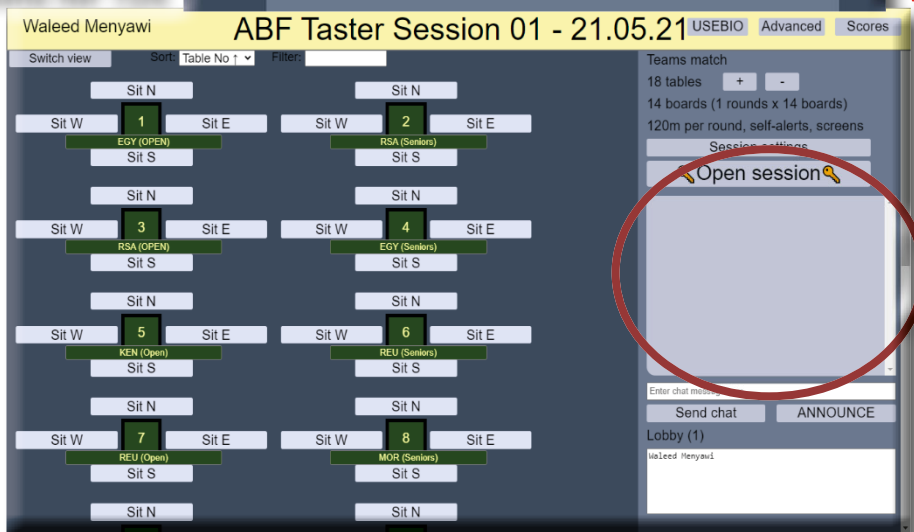 Waleed Menyawi ABF Taster Session 01 - 21.05.21 USEBIO Advanced Scores
Switch view Sort: Table No ↑ Filter:
Sit N Sit N
Sit W 1 Sit E Sit W 2 Sit E
EGY (OPEN) RSA (Seniors)
Sit S Sit S
Sit N Sit N
Sit W 3 Sit E Sit W 4 Sit E
RSA (OPEN) EGY (Seniors)
Sit S Sit S
Sit N Sit N
Sit W 5 Sit E Sit W 6 Sit E
KEN (Open) REU (Seniors)
Sit S Sit S
Sit N Sit N
Sit W 7 Sit E Sit W 8 Sit E
REU (Open) MOR (Seniors)
Sit S Sit S
Sit N Sit N
Teams match
18 tables + -
14 boards (1 rounds x 14 boards)
120m per round, self-alerts, screens
Session settings
Open session
Enter chat message
Send chat ANNOUNCE
Lobby (1)
Waleed Menyawi